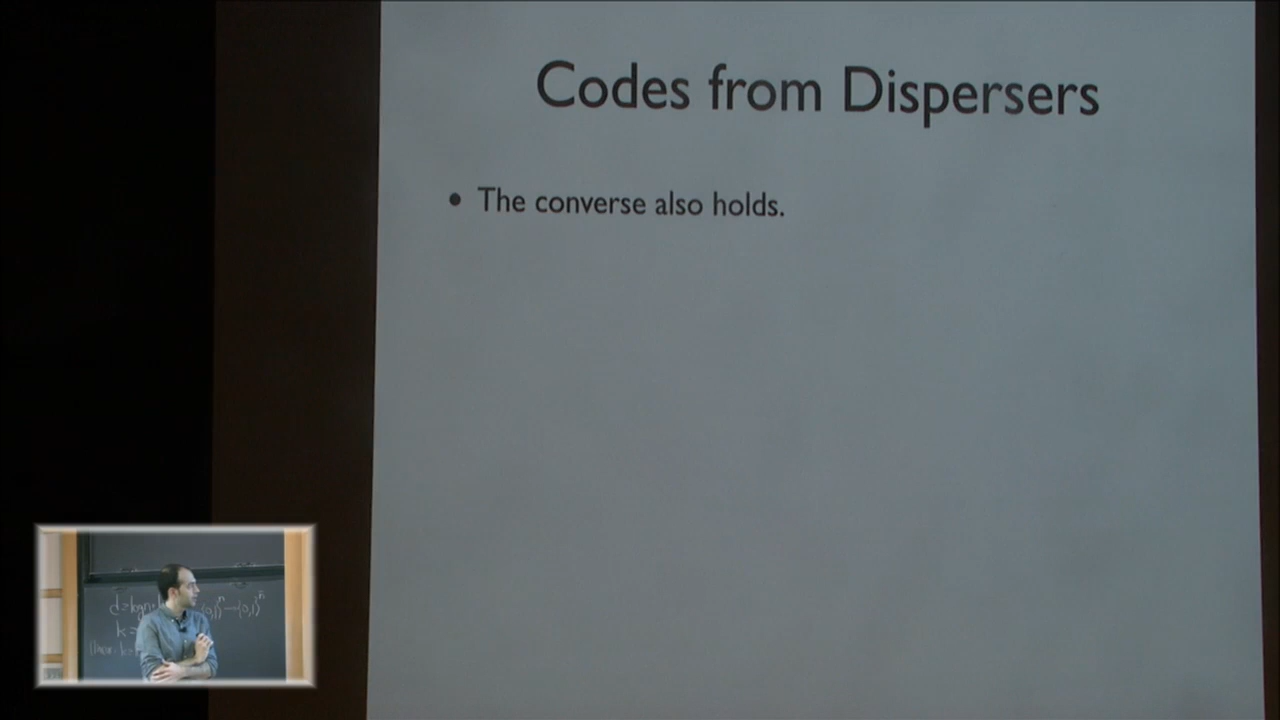 Codes from Dispersers
• The converse also holds.